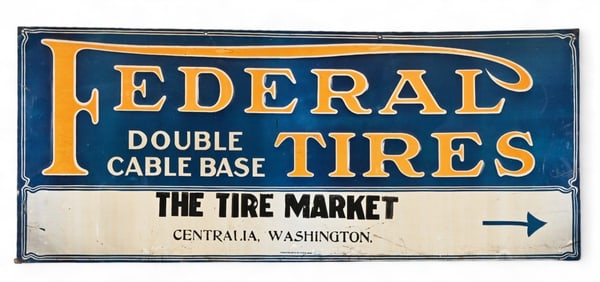 FEDERAL
DOUBLE
CABLE BASE
TIRES
THE TIRE MARKET
CENTRALIA, WASHINGTON.